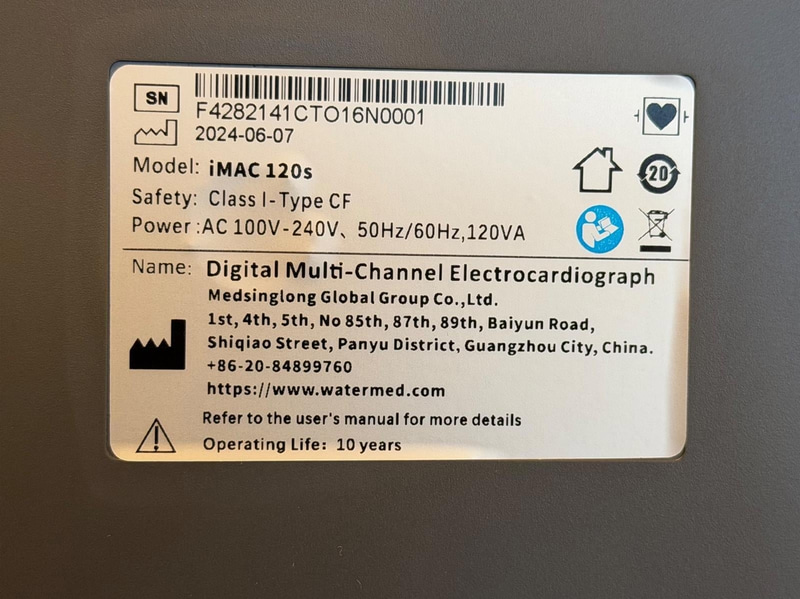 SN
F4282141CTO16N0001
2024-06-07
Model: iMAC 120s
Safety: Class I-Type CF
Power :AC 100V-240V、 50Hz/60Hz,120VA
20
Name: Digital Multi-Channel Electrocardiograph
Medsinglong Global Group Co.,Ltd.
1st, 4th, 5th, No 85th, 87th, 89th, Baiyun Road,
Shiqiao Street, Panyu District, Guangzhou City, China.
+86-20-84899760
https://www.watermed.com
Refer to the user's manual for more details
Operating Life: 10 years